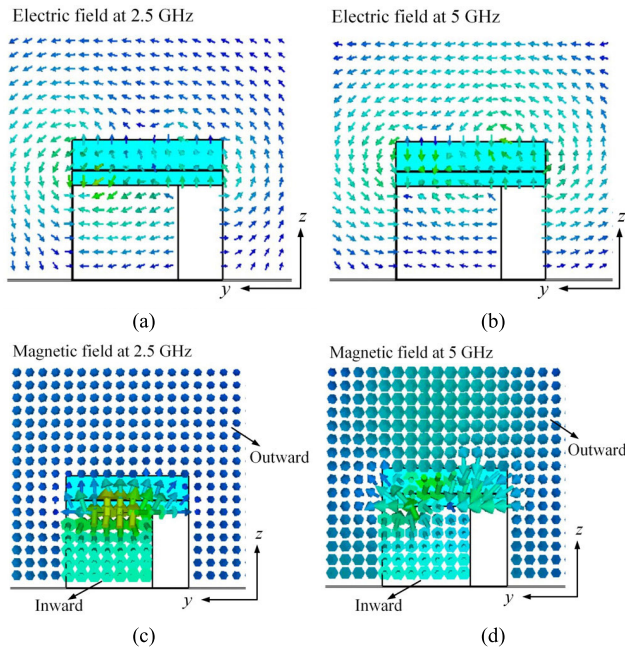 Electric field at 2.5 GHz
Electric field at 5 GHz
z
y
z
y
(a)
(b)
Magnetic field at 2.5 GHz
Magnetic field at 5 GHz
Outward
Outward
z
y
z
y
Inward
Inward
(c)
(d)